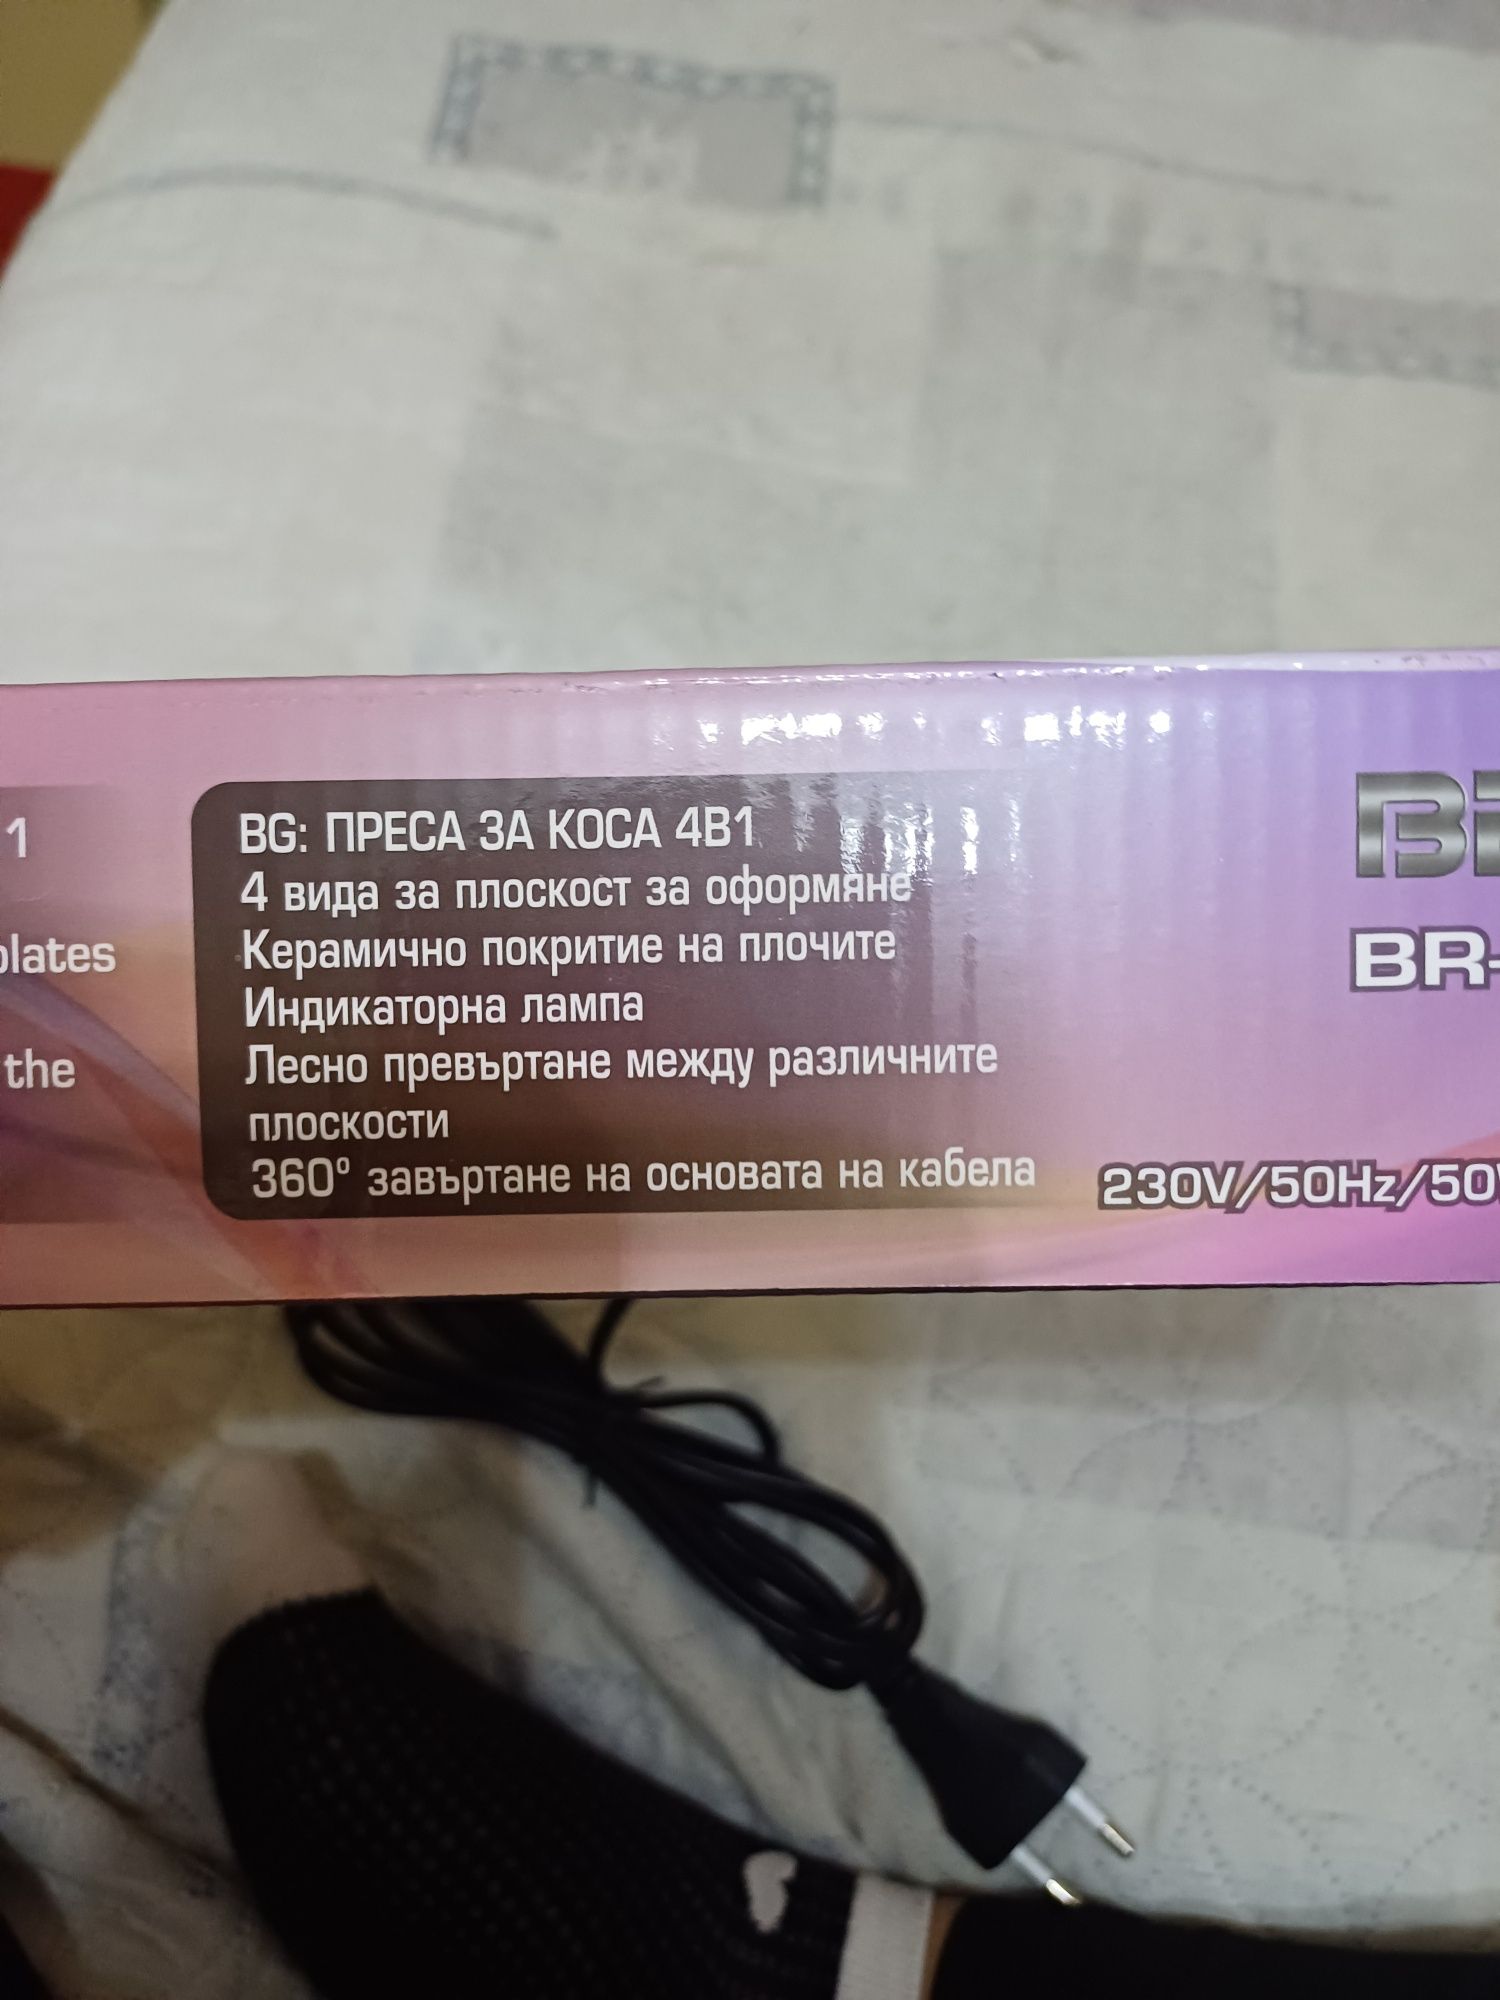 1
plates
the
BG: ПРЕСА ЗА КОСА 4В1
4 вида за плоскост за оформяне
Керамично покритие на плочите
Индикаторна лампа
Лесно превъртане между различните
плоскости
360° завъртане на основата на кабела
BR-
230V/50Hz/50